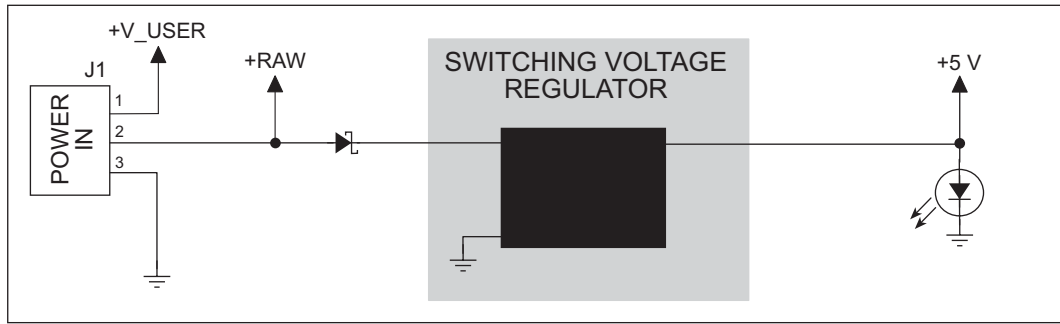 +V_USER
+RAW
J1
POWER
IN
1
2
3
SWITCHING VOLTAGE
REGULATOR
+5 V